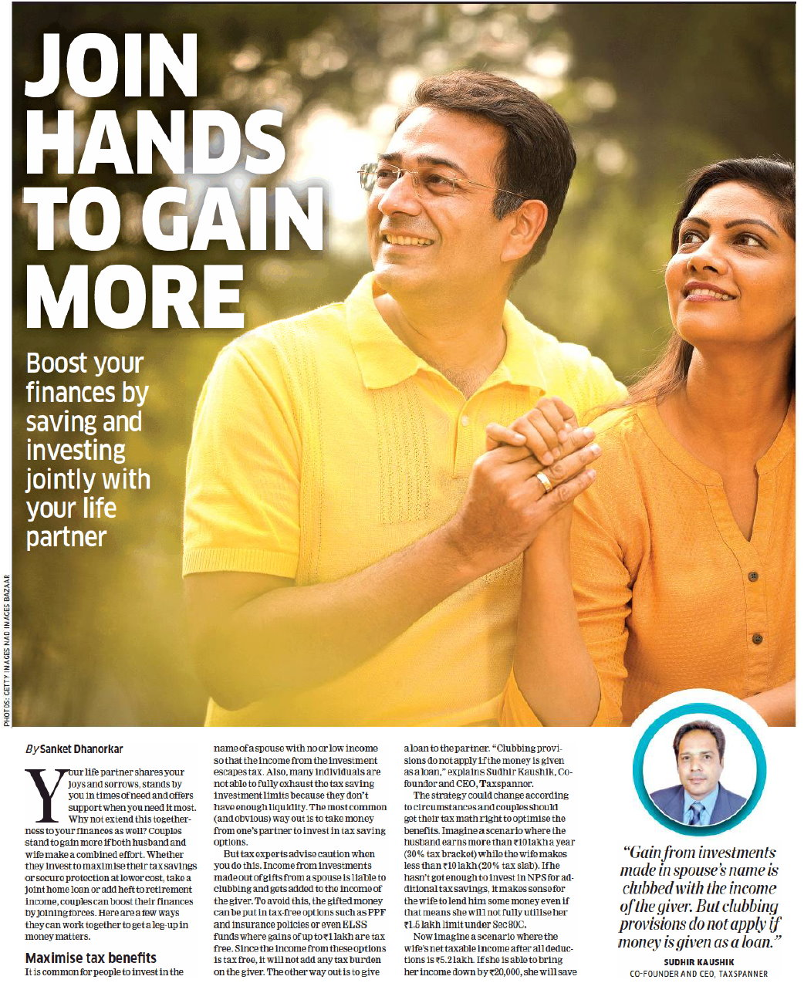 JOIN
HANDS
TO GAIN
MORE
Boost your
finances by
saving and
investing
jointly with
your life
partner
PHOTOS: GETTY IMAGES NAD IMAGES BAZAAR
By Sanket Dhanorkar
Your life partner shares your
joys and sorrows, stands by
you in times of need and offers
support when you need it most.
Why not extend this together-
ness to your finances as well? Couples
stand to gain more if both husband and
wife make a combined effort. Whether
they invest to maximise their tax savings
or secure protection at lower cost, take a
joint home loan or add heft to retirement
income, couples can boost their finances
by joining forces. Here are a few ways
they can work together to get a leg-up in
money matters.
Maximise tax benefits
It is common for people to invest in the
name of a spouse with no or low income
so that the income from the investment
escapes tax. Also, many individuals are
not able to fully exhaust the tax saving
investment limits because they don't
have enough liquidity. The most common
(and obvious) way out is to take money
from one's partner to invest in tax saving
options.
But tax experts advise caution when
you do this. Income from investments
made out of gifts from a spouse is liable to
clubbing and gets added to the income of
the giver. To avoid this, the gifted money
can be put in tax-free options such as PPF
and insurance policies or even ELSS
funds where gains of up to ₹1 lakh are tax
free. Since the income from these options
is tax free, it will not add any tax burden
on the giver. The other way out is to give
a loan to the partner. “Clubbing provi-
sions do not apply if the money is given
as a loan,” explains Sudhir Kaushik, Co-
founder and CEO, Taxspanner.
The strategy could change according
to circumstances and couples should
get their tax math right to optimise the
benefits. Imagine a scenario where the
husband earns more than ₹10 lakh a year
(30% tax bracket) while the wife makes
less than ₹10 lakh (20% tax slab). If he
hasn't got enough to invest in NPS for ad-
ditional tax savings, it makes sense for
the wife to lend him some money even if
that means she will not fully utilise her
₹1.5 lakh limit under Sec 80C.
Now imagine a scenario where the
wife's net taxable income after all deduc-
tions is ₹5.2 lakh. If she is able to bring
her income down by ₹20,000, she will save
“Gain from investments
made in spouse's name is
clubbed with the income
of the giver. But clubbing
provisions do not apply if
money is given as a loan.”
SUDHIR KAUSHIK
CO-FOUNDER AND CEO, TAXSPANNER